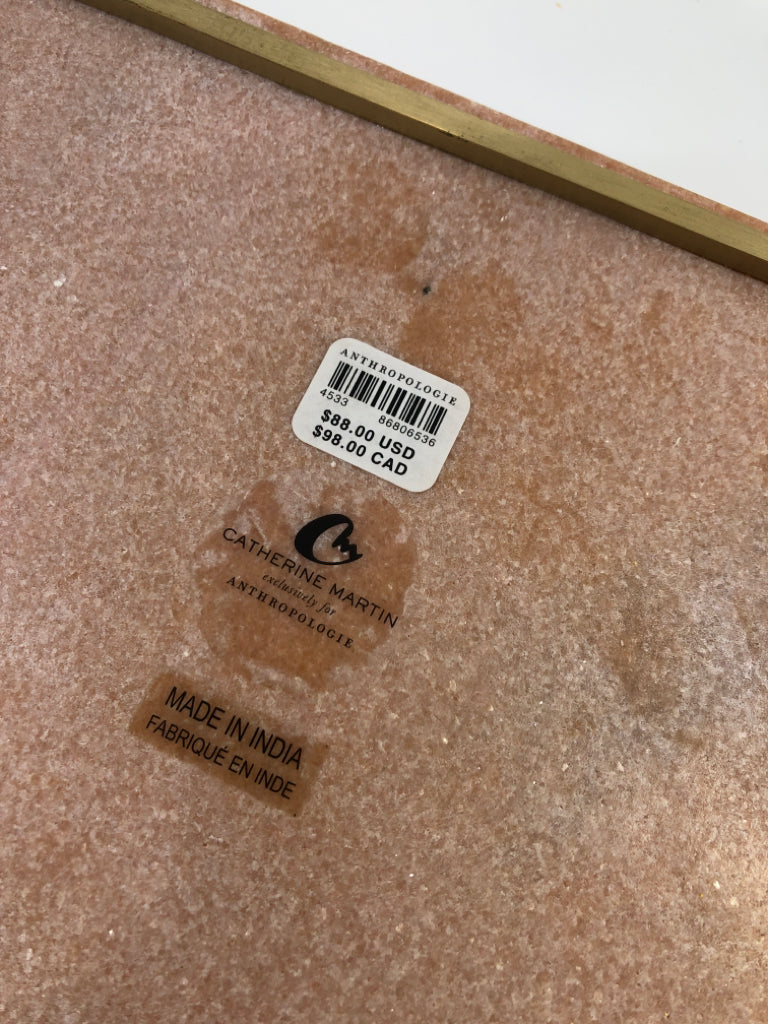 ANTHROPOLOGIE
4533 86806536
$88.00 USD
$98.00 CAD
CATHERINE MARTIN
exclusively for
ANTHROPOLOGIE
MADE IN INDIA
FABRIQUÉ EN INDE